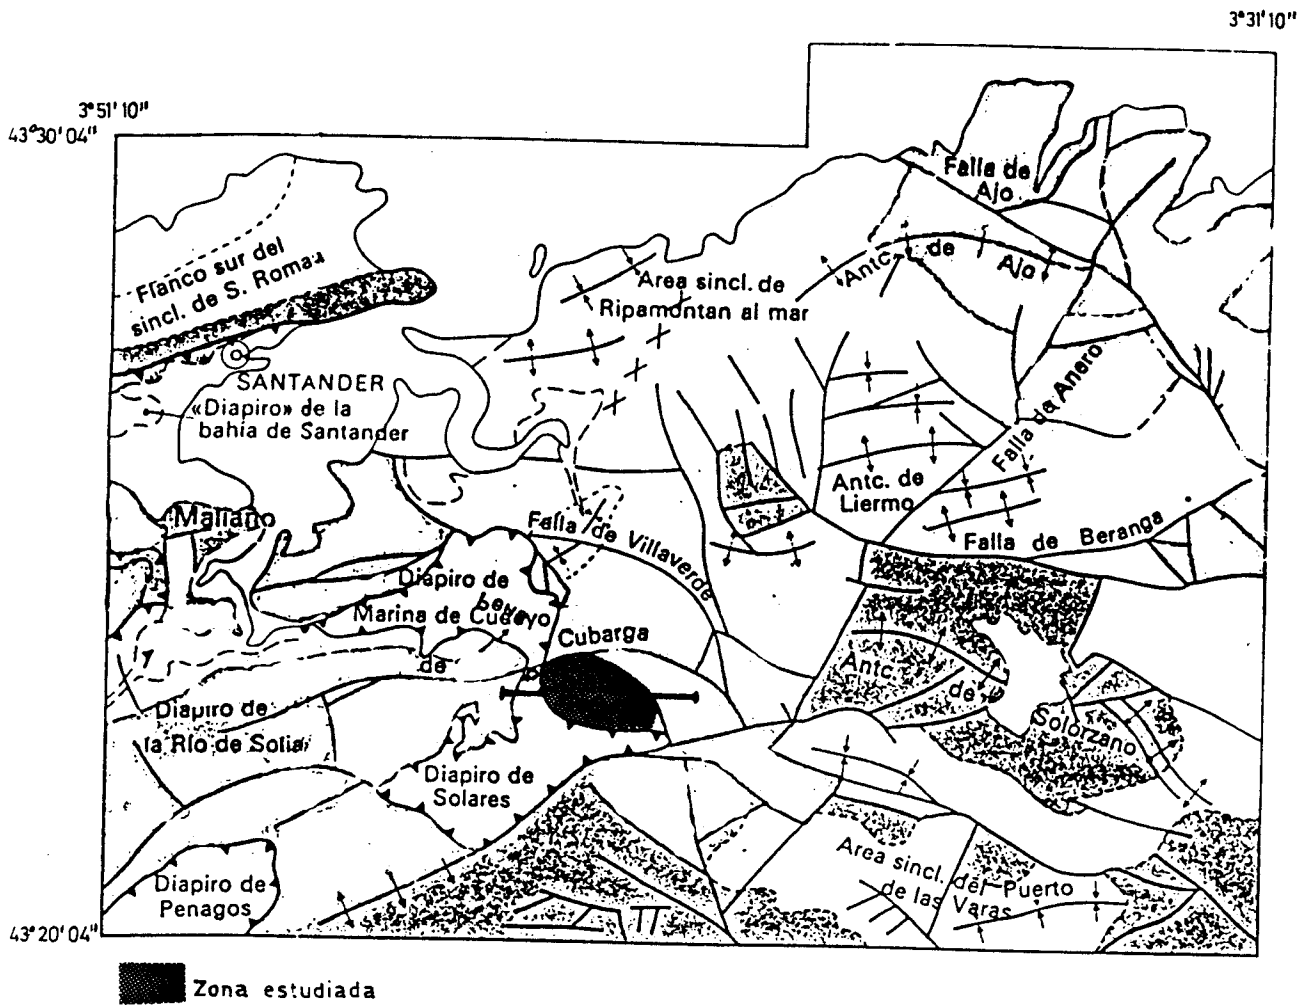 3°31'10"
3°51'10"
43°30'04"
Falla de
Ajo
Flanco sur del
sincl. de S. Roman
Antc. de Ajo
Area sincl. de
Ripamontan al mar
SANTANDER
«Diapiro» de la
bahia de Santander
Falla de Anero
Antc. de
Liermo
Maliaño
Falla de Villaverde
Falla de Beranga
Diapiro de
Marina de Cudeyo
Cubarga
de
Antc. de Solorzano
Diapiro de
la Río de Solia
Diapiro de
Solares
Area sincl. del Puerto
de las Varas
Diapiro de
Penagos
43°20'04"
Zona estudiada